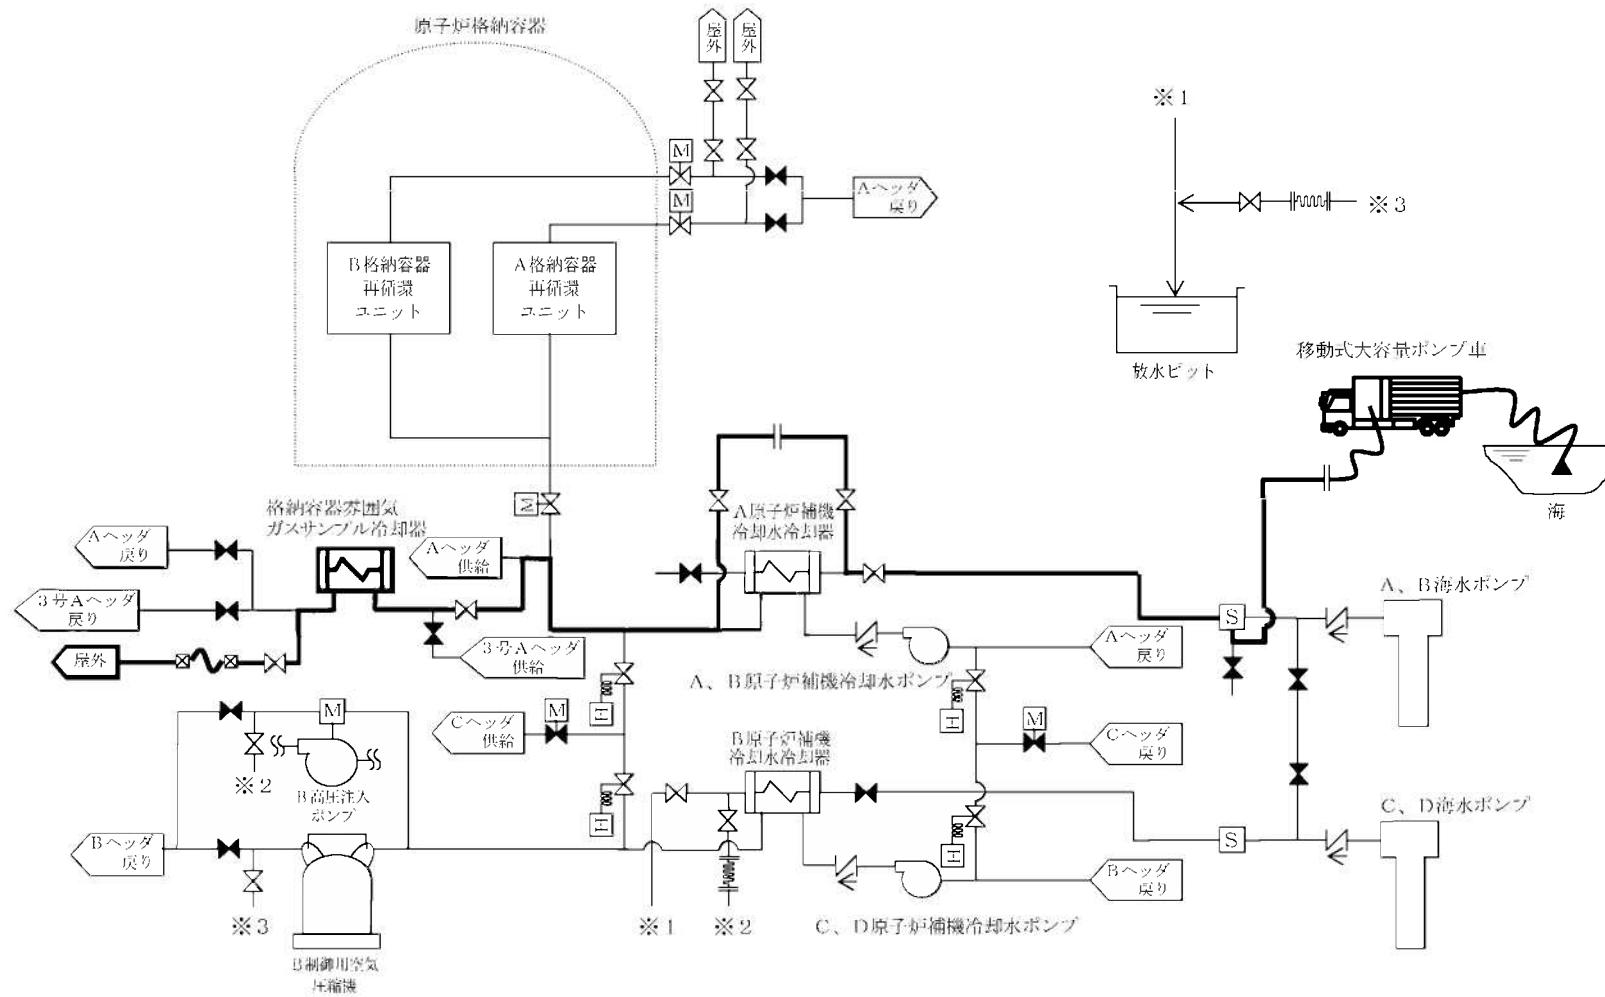 原子炉格納容器
屋外
屋外
M
M
Aヘッダ
戻り
※1
※3
B格納容器
再循環
ユニット
A格納容器
再循環
ユニット
放水ピット
移動式大容量ポンプ車
海
M
格納容器雰囲気
ガスサンプル冷却器
Aヘッダ
戻り
3号Aヘッダ
戻り
屋外
Aヘッダ
供給
3号Aヘッダ
供給
A原子炉補機
冷却水冷却器
S
A、B海水ポンプ
Aヘッダ
戻り
A、B原子炉補機冷却水ポンプ
H
H
M
Cヘッダ
供給
M
Cヘッダ
戻り
M
※2
B高圧注入
ポンプ
B原子炉補機
冷却水冷却器
H
H
S
C、D海水ポンプ
Bヘッダ
戻り
Bヘッダ
戻り
※3
※1
※2
C、D原子炉補機冷却水ポンプ
B制御用空気
圧縮機